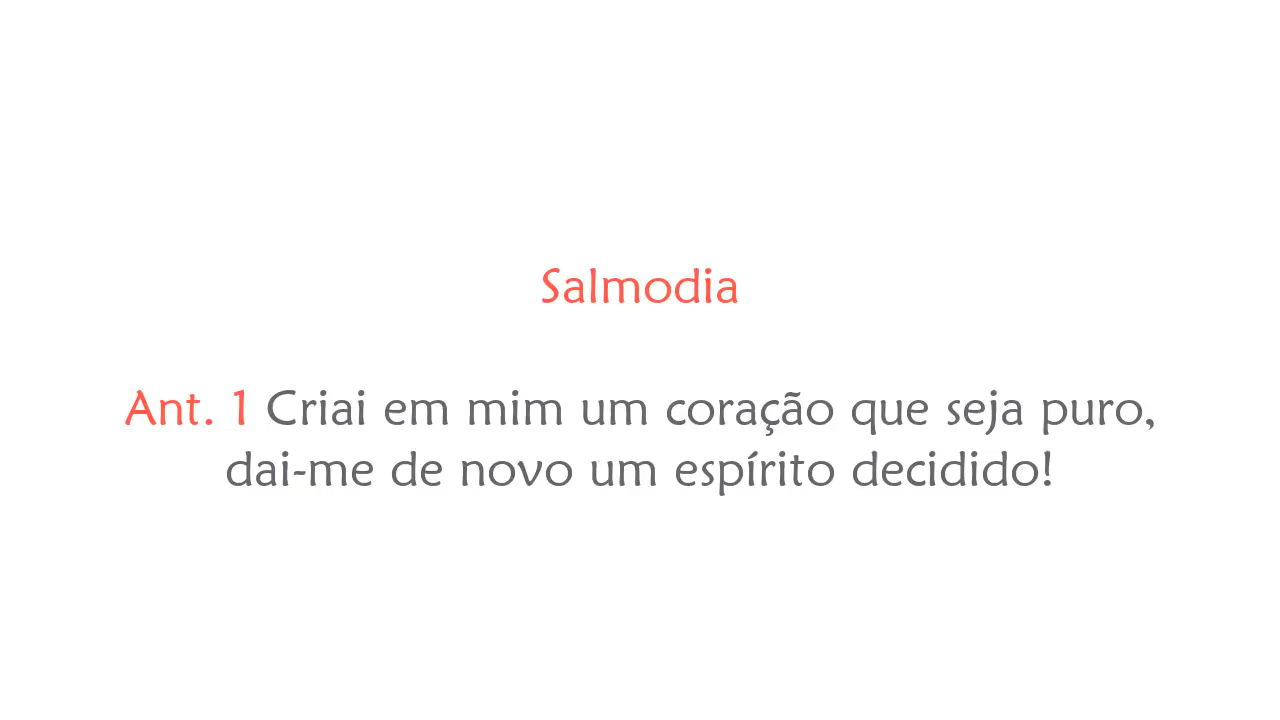 Salmodia
Ant. 1 Criai em mim um coração que seja puro,
dai-me de novo um espírito decidido!